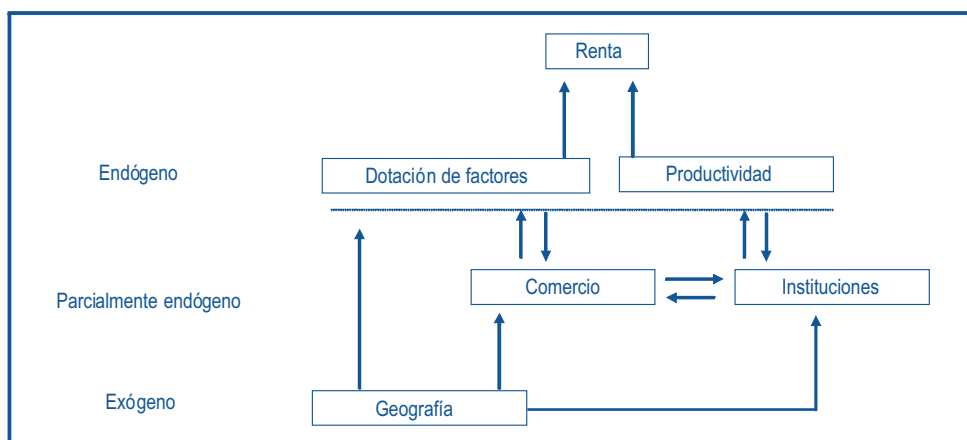 Renta
Endógeno
Dotación de factores
Productividad
Parcialmente endógeno
Comercio
Instituciones
Exógeno
Geografía